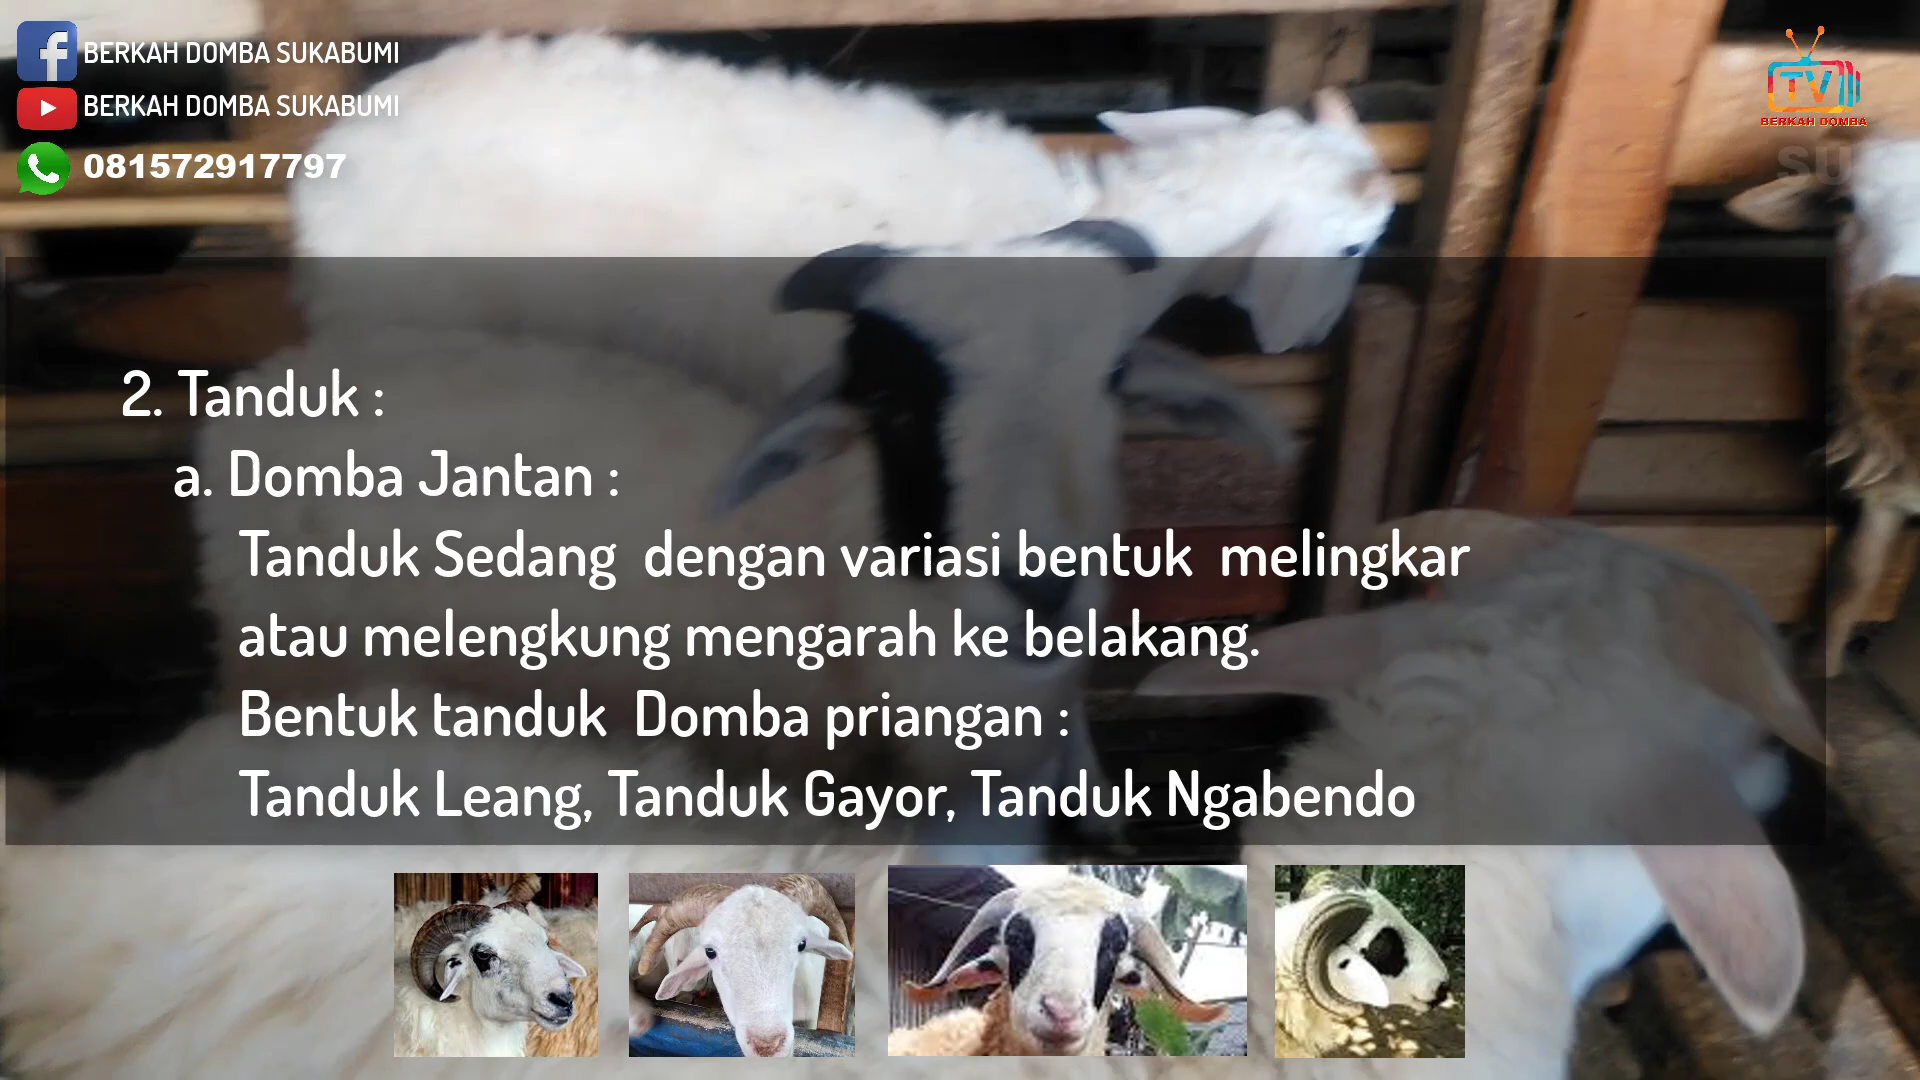 BERKAH DOMBA SUKABUMI
BERKAH DOMBA SUKABUMI
081572917797
TV
BERKAH DOMBA
SU
2. Tanduk :
a. Domba Jantan :
Tanduk Sedang dengan variasi bentuk melingkar
atau melengkung mengarah ke belakang.
Bentuk tanduk Domba priangan :
Tanduk Leang, Tanduk Gayor, Tanduk Ngabendo